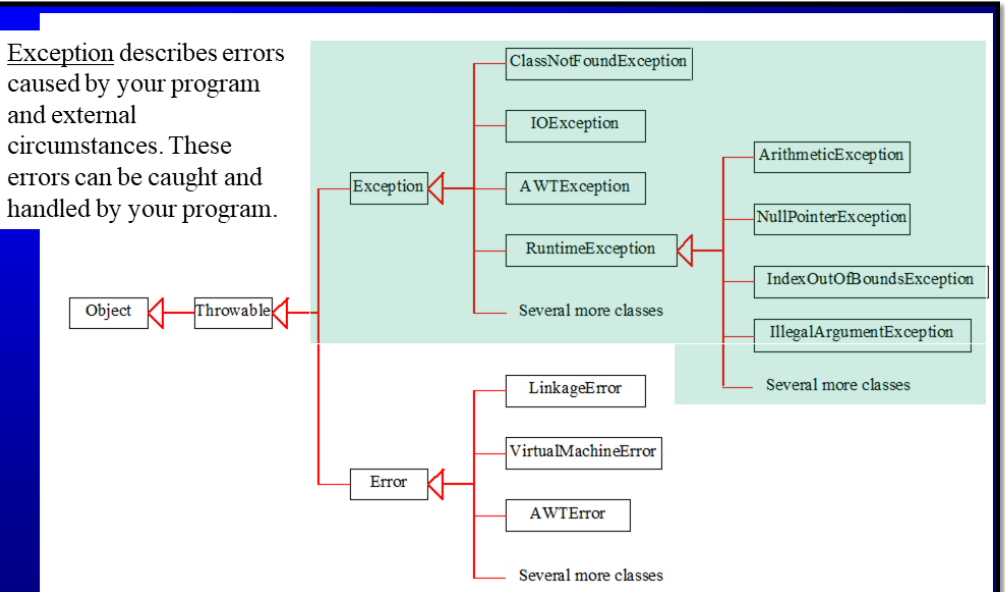 Exception describes errors
caused by your program
and external
circumstances. These
errors can be caught and
handled by your program.
Object
Throwable
Exception
ClassNotFoundException
IOException
AWTException
RuntimeException
Several more classes
ArithmeticException
NullPointerException
IndexOutOfBoundsException
IllegalArgumentException
Several more classes
Error
LinkageError
VirtualMachineError
AWTError
Several more classes